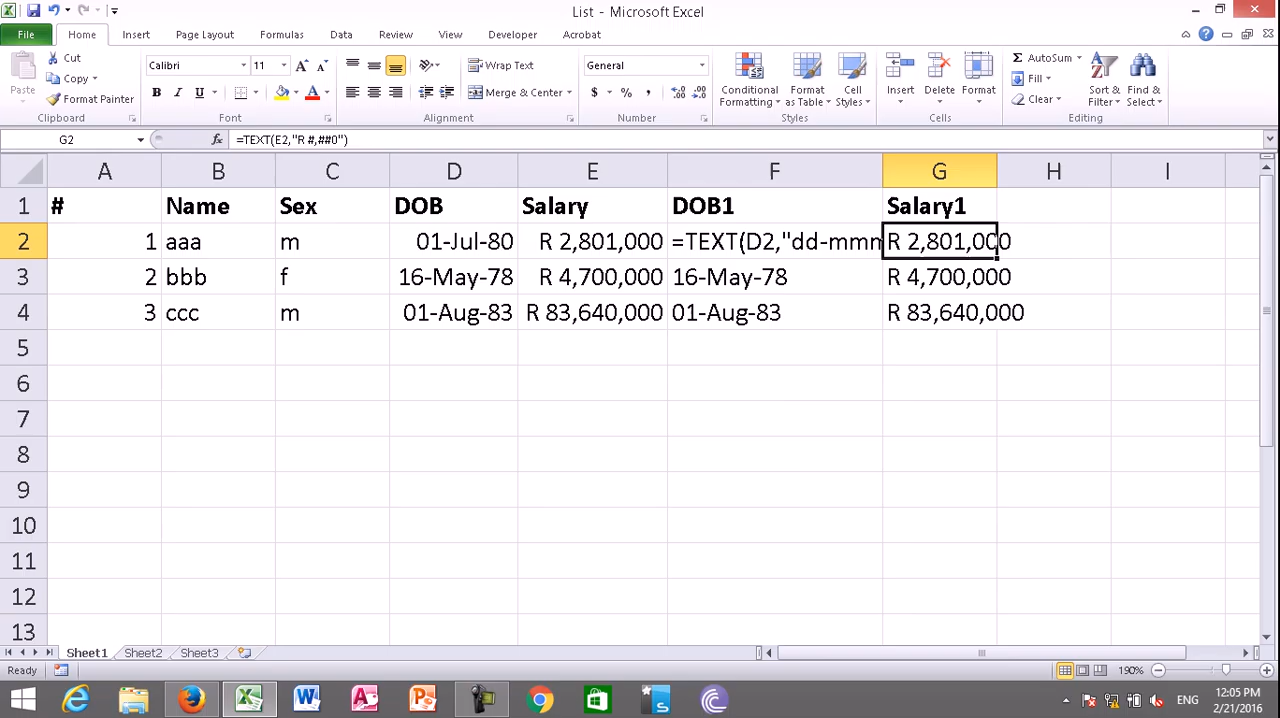 List - Microsoft Excel
File Home Insert Page Layout Formulas Data Review View Developer Acrobat
Paste
Cut
Copy
Format Painter
Clipboard
Calibri 11
B I U
Font
Wrap Text
Merge & Center
Alignment
General
$ % ,
Number
Conditional Formatting
Format as Table
Cell Styles
Styles
Insert Delete Format
Cells
Σ AutoSum
Fill
Clear
Sort & Filter
Find & Select
Editing
G2 fx =TEXT(E2,"R #,##0")
A B C D E F G H I
1 # Name Sex DOB Salary DOB1 Salary1
2 1 aaa m 01-Jul-80 R 2,801,000 =TEXT(D2,"dd-mmm R 2,801,000
3 2 bbb f 16-May-78 R 4,700,000 16-May-78 R 4,700,000
4 3 ccc m 01-Aug-83 R 83,640,000 01-Aug-83 R 83,640,000
5
6
7
8
9
10
11
12
13
Sheet1 Sheet2 Sheet3
Ready 190%
ENG 12:05 PM
2/21/2016